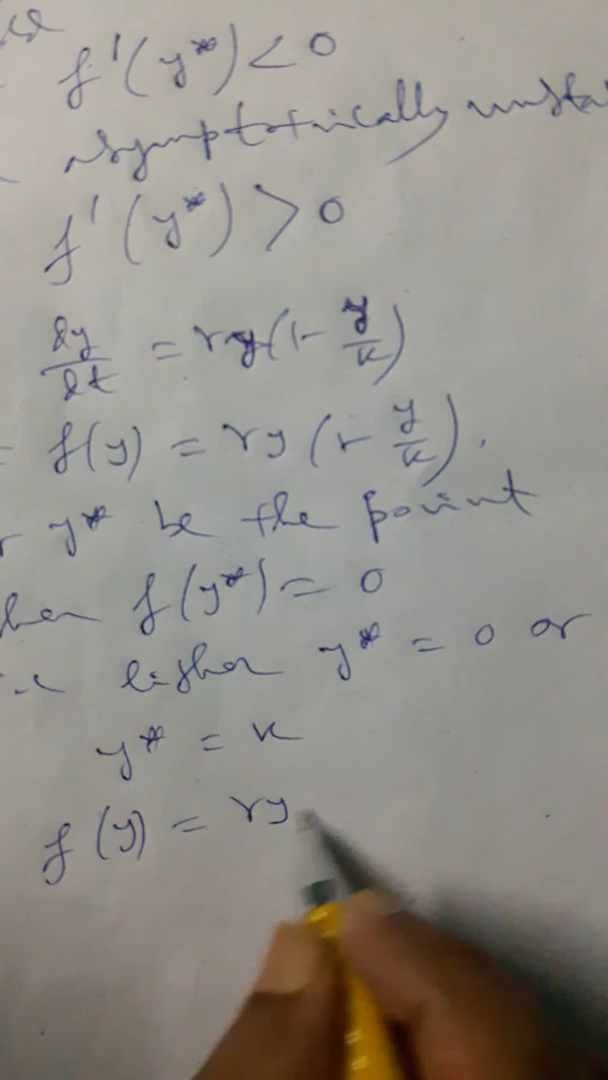 f'(y*) < 0
asymptotically
f'(y*) > 0
dy/dt = ry(1 - y/k)
= f(y) = ry(1 - y/k).
y* be the point
f(y*) = 0
either y* = 0 or
y* = k
f(y) = ry